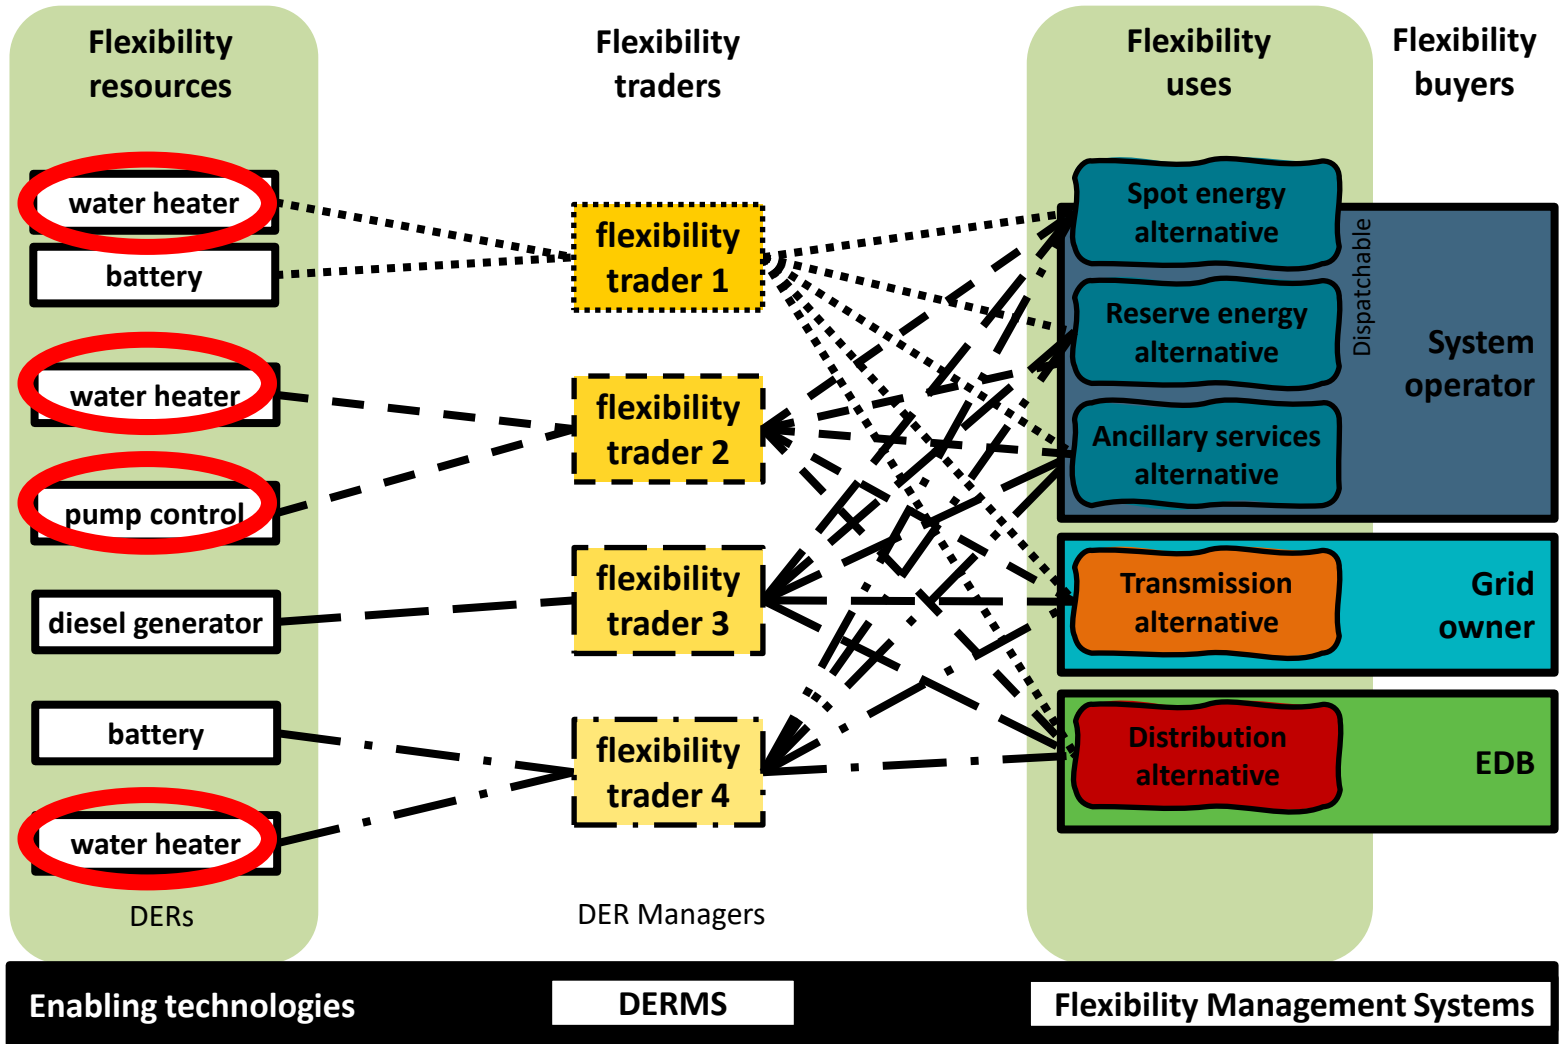 Flexibility
resources
Flexibility
traders
Flexibility
uses
Flexibility
buyers
water heater
battery
water heater
pump control
diesel generator
battery
water heater
DERs
flexibility
trader 1
flexibility
trader 2
flexibility
trader 3
flexibility
trader 4
DER Managers
Spot energy
alternative
Reserve energy
alternative
Ancillary services
alternative
Dispatchable
System
operator
Transmission
alternative
Grid
owner
Distribution
alternative
EDB
Enabling technologies
DERMS
Flexibility Management Systems